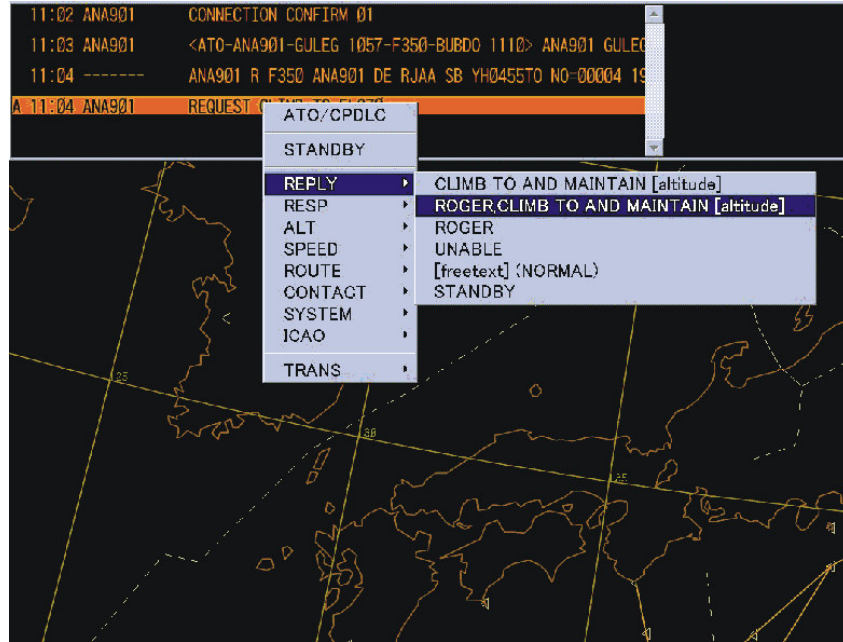 11:02 ANA901 CONNECTION CONFIRM 01
11:03 ANA901 <ATO-ANA901-GULEG 1057-F350-BUBDO 1110> ANA901 GULEG
11:04 ------- ANA901 R F350 ANA901 DE RJAA SB YH0455TO NO=00004 19
A 11:04 ANA901 REQUEST
ATO/CPDLC
STANDBY
REPLY
RESP
ALT
SPEED
ROUTE
CONTACT
SYSTEM
ICAO
TRANS
CLIMB TO AND MAINTAIN [altitude]
ROGER,CLIMB TO AND MAINTAIN [altitude]
ROGER
UNABLE
[freetext] (NORMAL)
STANDBY
25
30